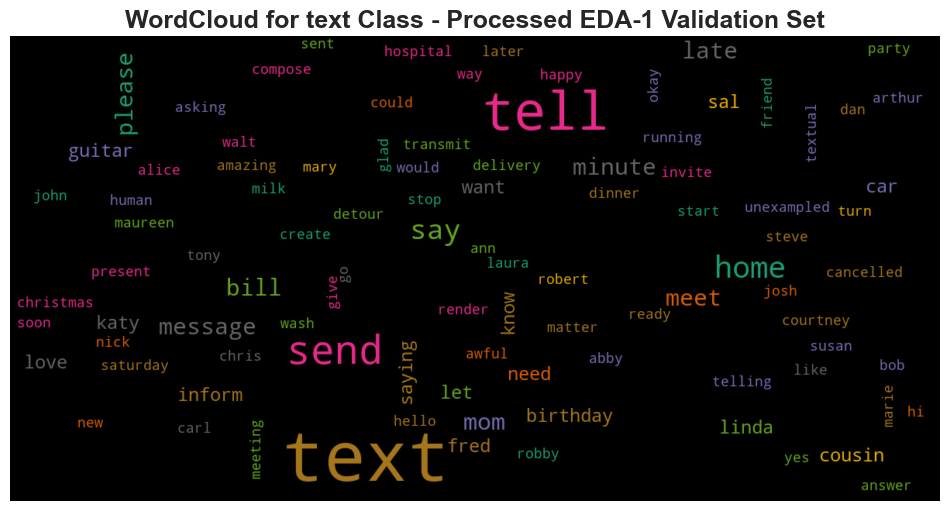 WordCloud for text Class - Processed EDA-1 Validation Set
sent
hospital
later
late
party
compose
way
happy
okay
please
could
sal
friend
arthur
dan
asking
tell
textual
walt
running
guitar
glad
transmit
alice
amazing
mary
would
delivery
minute
invite
want
car
john
human
milk
stop
dinner
start
unexampled
turn
maureen
detour
create
say
steve
ann
tony
laura
present
go
home
cancelled
bill
give
robert
josh
christmas
render
know
meet
soon
katy
message
wash
matter
ready
courtney
nick
send
susan
love
saturday
chris
saying
awful
abby
need
like
bob
telling
inform
let
marie
hi
new
carl
meeting
hello
mom
birthday
linda
text
fred
robby
yes
cousin
answer